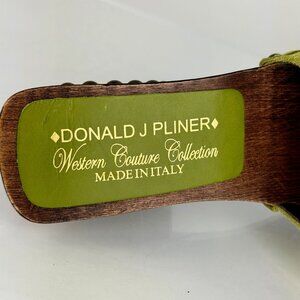 ♦DONALD J PLINER♦
Western Couture Collection
MADE IN ITALY